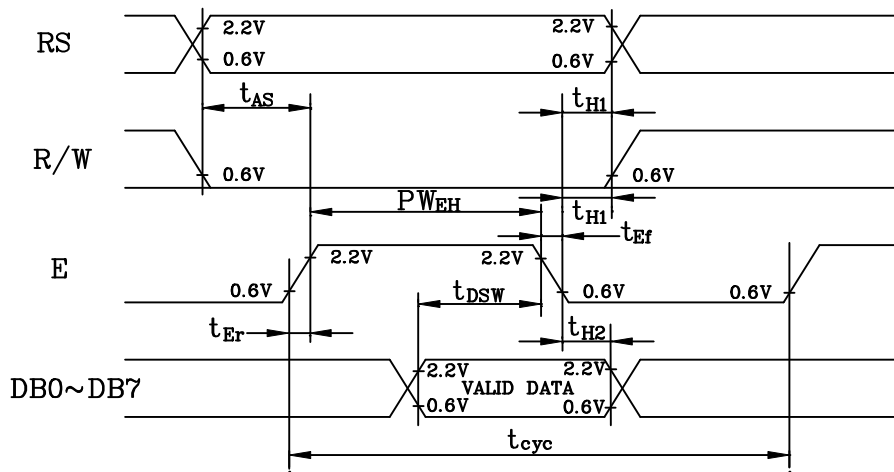 RS
2.2V
2.2V
0.6V
0.6V
tAS
tH1
R/W
0.6V
0.6V
PWEH
tH1
tEf
E
2.2V
2.2V
0.6V
0.6V
0.6V
tDSW
tEr
tH2
DB0~DB7
2.2V
VALID DATA
2.2V
0.6V
0.6V
tcyc